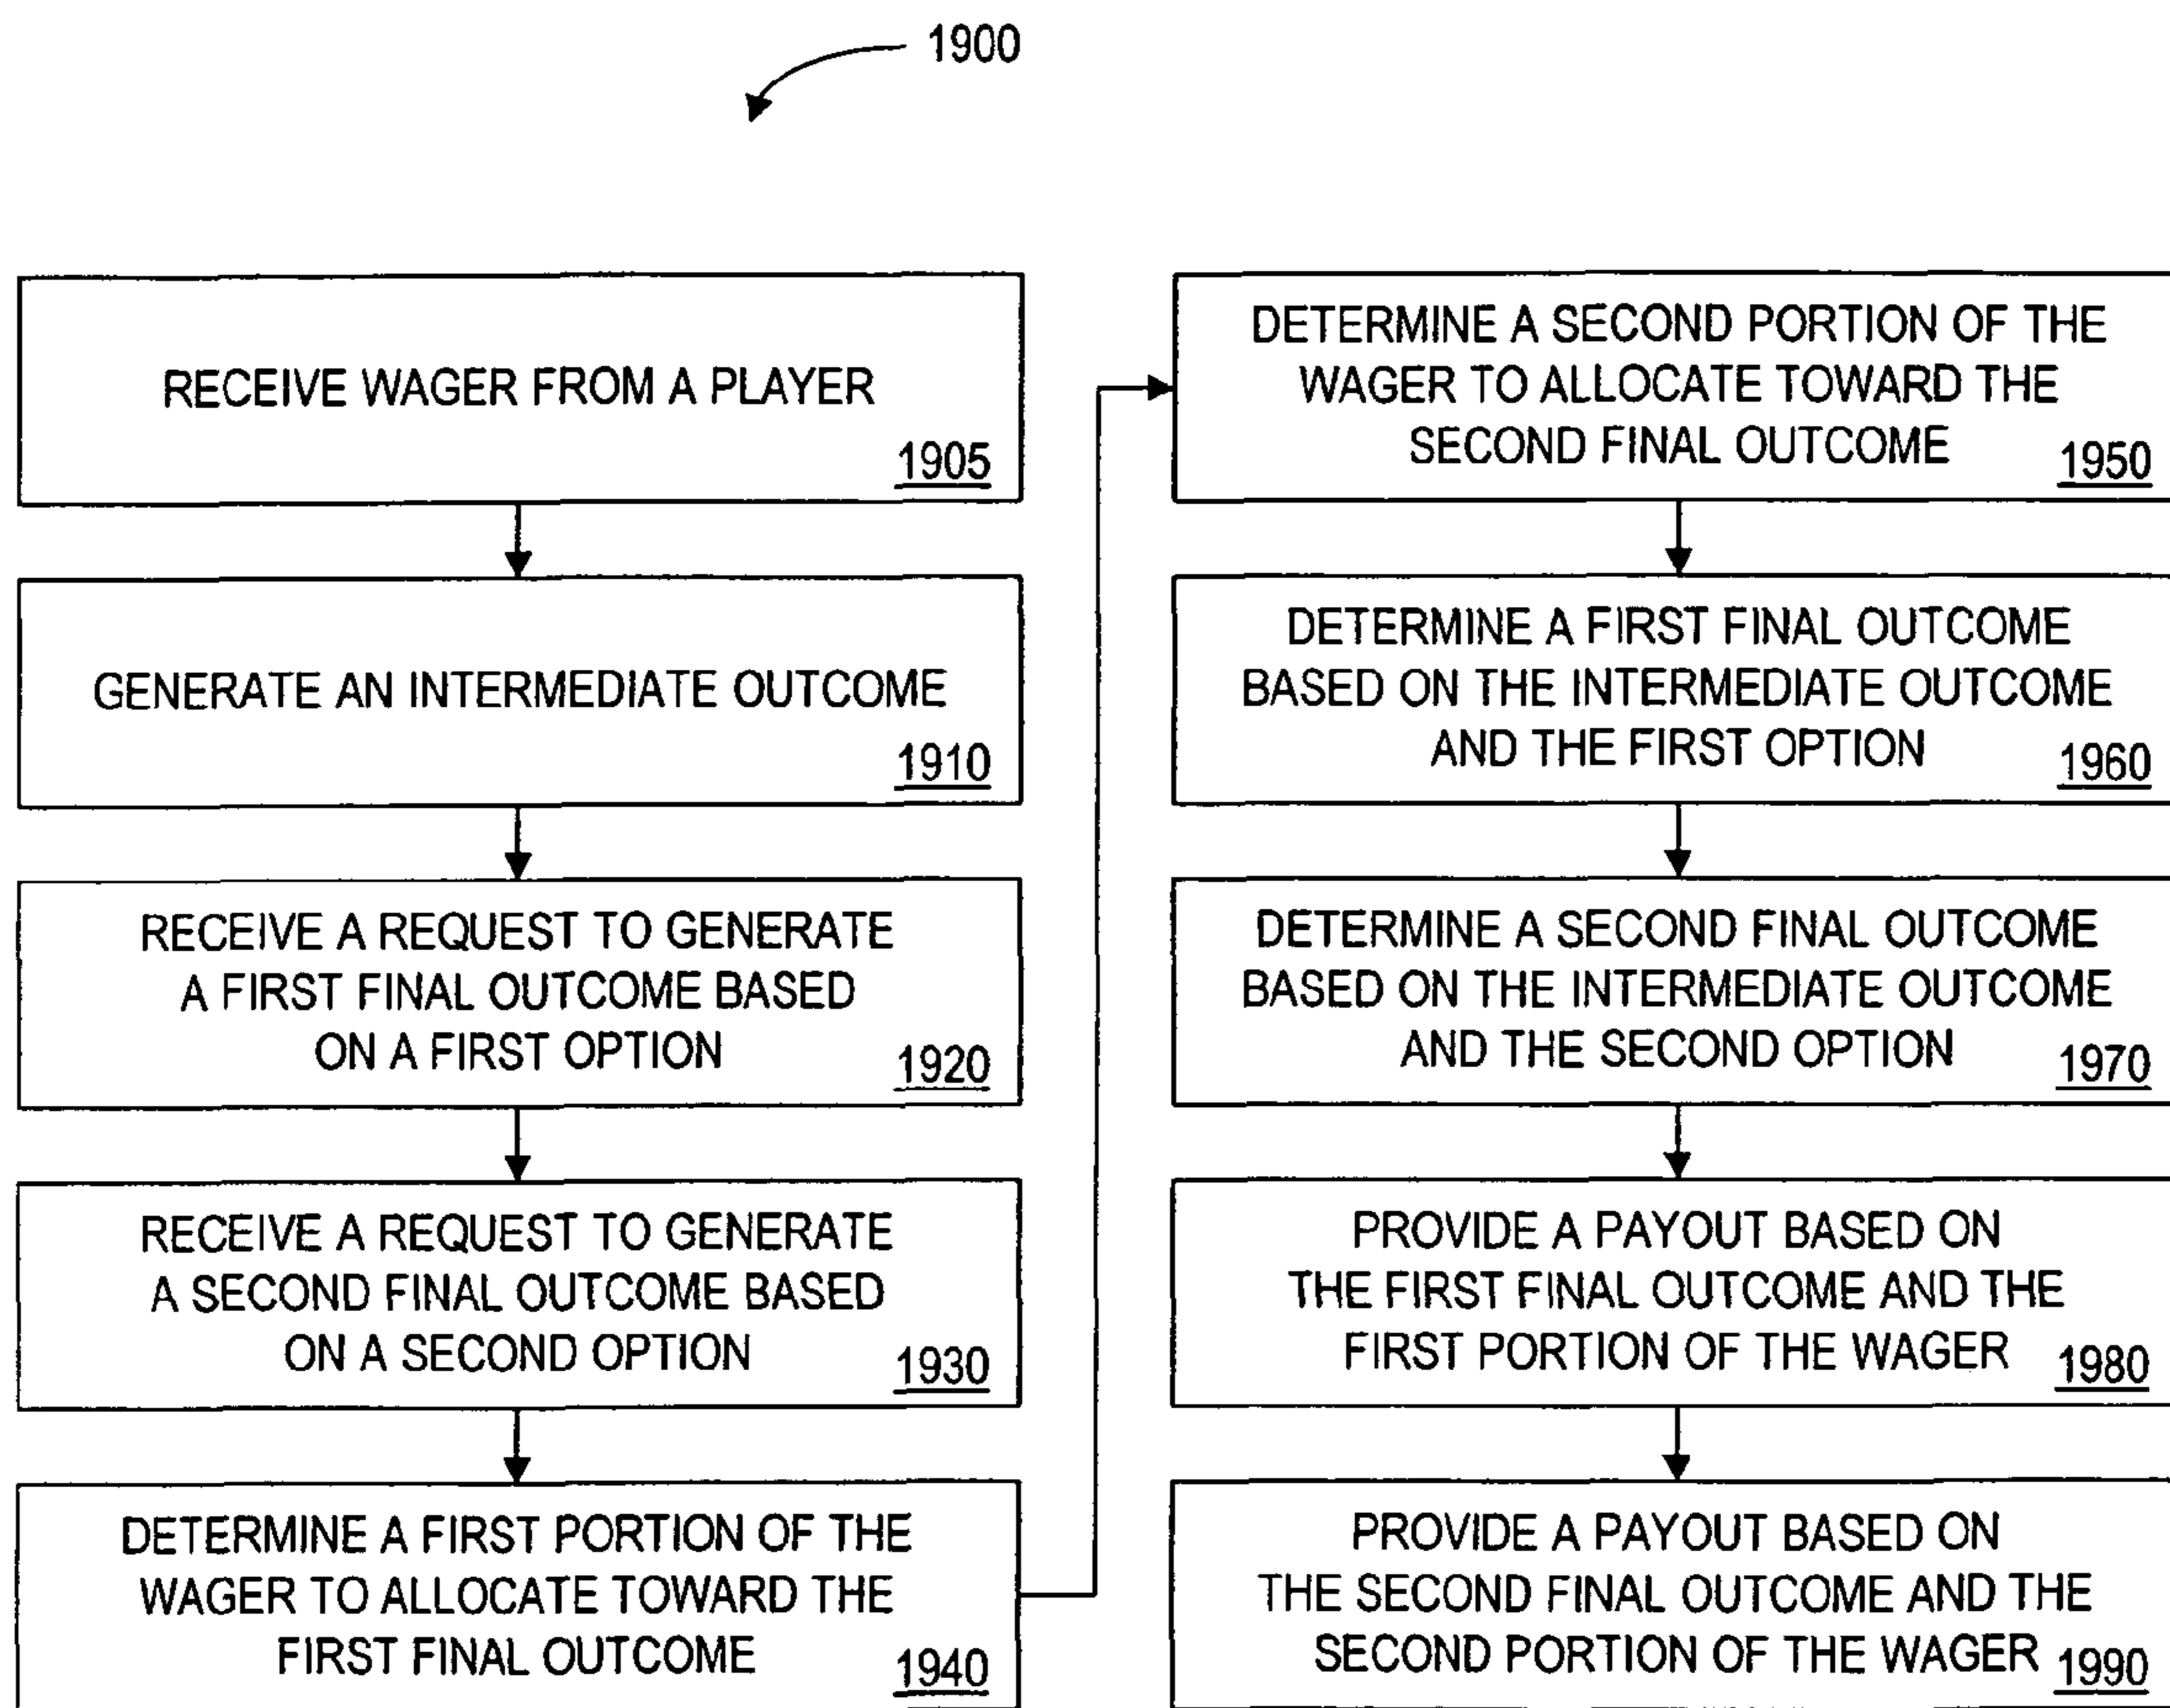 1900
RECEIVE WAGER FROM A PLAYER
1905
GENERATE AN INTERMEDIATE OUTCOME
1910
RECEIVE A REQUEST TO GENERATE
A FIRST FINAL OUTCOME BASED
ON A FIRST OPTION
1920
RECEIVE A REQUEST TO GENERATE
A SECOND FINAL OUTCOME BASED
ON A SECOND OPTION
1930
DETERMINE A FIRST PORTION OF THE
WAGER TO ALLOCATE TOWARD THE
FIRST FINAL OUTCOME
1940
DETERMINE A SECOND PORTION OF THE
WAGER TO ALLOCATE TOWARD THE
SECOND FINAL OUTCOME
1950
DETERMINE A FIRST FINAL OUTCOME
BASED ON THE INTERMEDIATE OUTCOME
AND THE FIRST OPTION
1960
DETERMINE A SECOND FINAL OUTCOME
BASED ON THE INTERMEDIATE OUTCOME
AND THE SECOND OPTION
1970
PROVIDE A PAYOUT BASED ON
THE FIRST FINAL OUTCOME AND THE
FIRST PORTION OF THE WAGER
1980
PROVIDE A PAYOUT BASED ON
THE SECOND FINAL OUTCOME AND THE
SECOND PORTION OF THE WAGER
1990